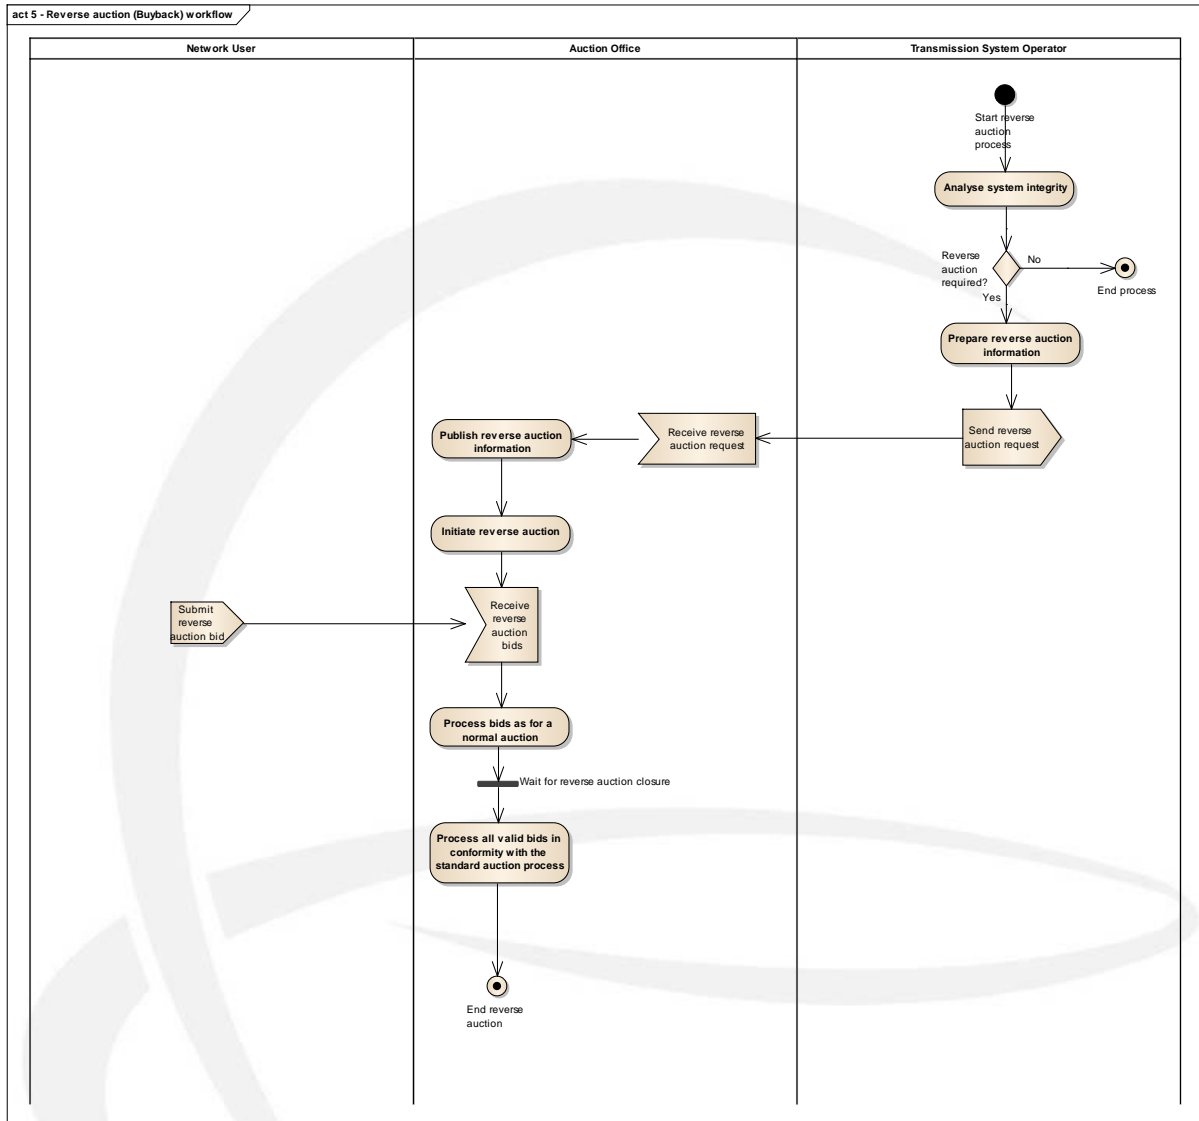 act 5 - Reverse auction (Buyback) workflow
Network User
Auction Office
Transmission System Operator
Start reverse
auction
process
Analyse system integrity
Reverse
auction
required?
No
End process
Yes
Prepare reverse auction
information
Send reverse
auction request
Receive reverse
auction request
Publish reverse auction
information
Initiate reverse auction
Submit
reverse
auction bid
Receive
reverse
auction
bids
Process bids as for a
normal auction
Wait for reverse auction closure
Process all valid bids in
conformity with the
standard auction process
End reverse
auction